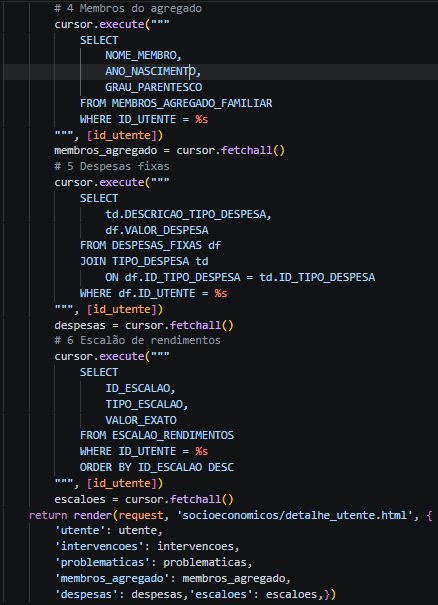 # 4 Membros do agregado
cursor.execute("""
SELECT
NOME_MEMBRO,
ANO_NASCIMENTO,
GRAU_PARENTESCO
FROM MEMBROS_AGREGADO_FAMILIAR
WHERE ID_UTENTE = %s
""", [id_utente])
membros_agregado = cursor.fetchall()
# 5 Despesas fixas
cursor.execute("""
SELECT
td.DESCRICAO_TIPO_DESPESA,
df.VALOR_DESPESA
FROM DESPESAS_FIXAS df
JOIN TIPO_DESPESA td
ON df.ID_TIPO_DESPESA = td.ID_TIPO_DESPESA
WHERE df.ID_UTENTE = %s
""", [id_utente])
despesas = cursor.fetchall()
# 6 Escalão de rendimentos
cursor.execute("""
SELECT
ID_ESCALAO,
TIPO_ESCALAO,
VALOR_EXATO
FROM ESCALAO_RENDIMENTOS
WHERE ID_UTENTE = %s
ORDER BY ID_ESCALAO DESC
""", [id_utente])
escaloes = cursor.fetchall()
return render(request, 'socioeconomicos/detalhe_utente.html', {
'utente': utente,
'intervencoes': intervencoes,
'problematicas': problematicas,
'membros_agregado': membros_agregado,
'despesas': despesas,'escaloes': escaloes,})